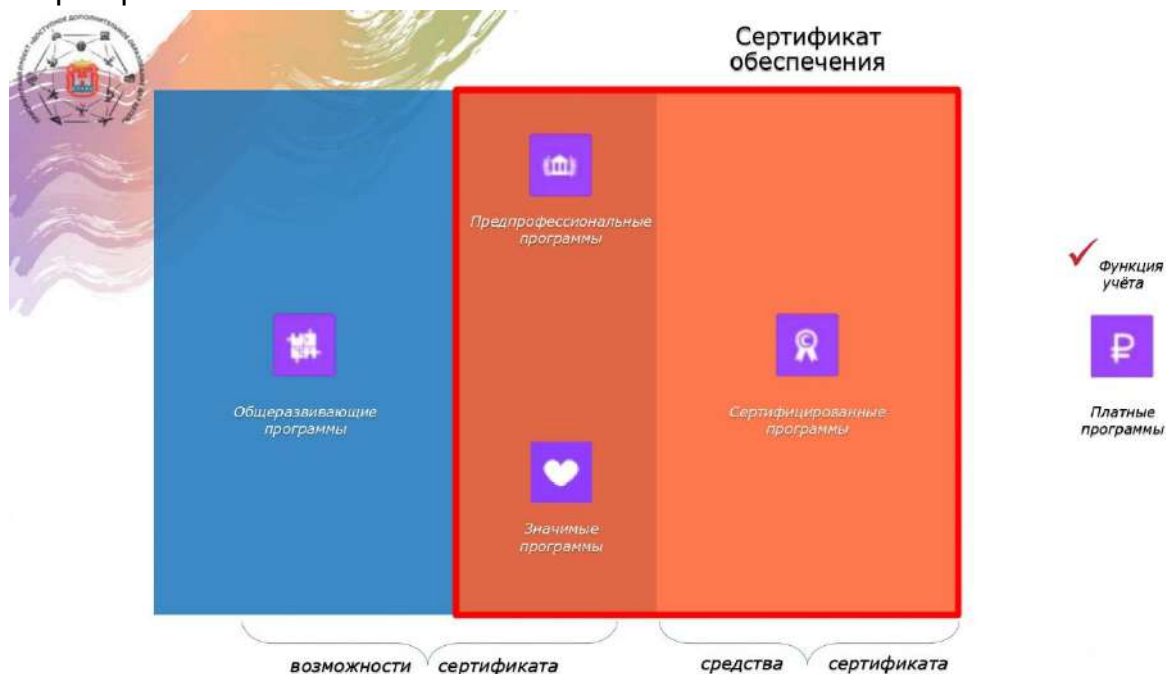 Сертификат
обеспечения
Предпрофессиональные
программы
Функция
учёта
Общеразвивающие
программы
Сертифицированные
программы
Платные
программы
Значимые
программы
возможности сертификата
средства сертификата